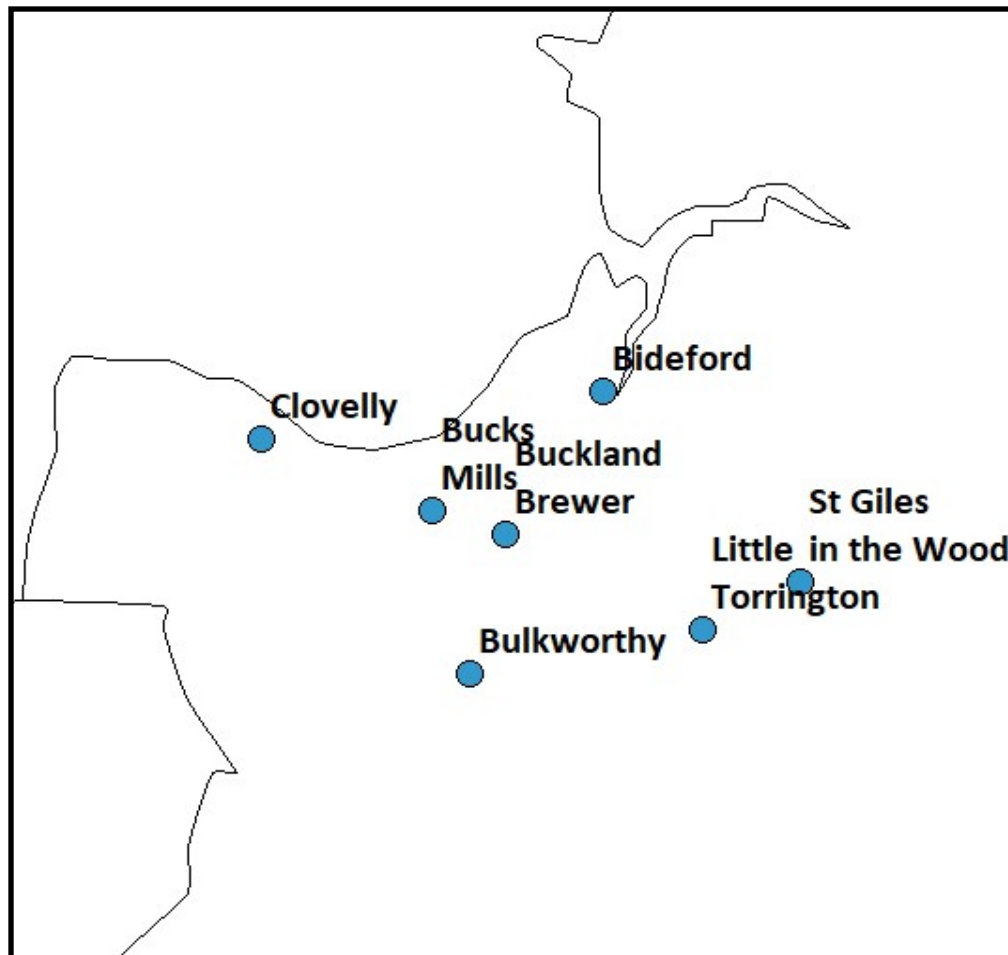 Bideford
Clovelly
Bucks
Mills
Buckland
Brewer
St Giles
in the Wood
Little
Torrington
Bulkworthy